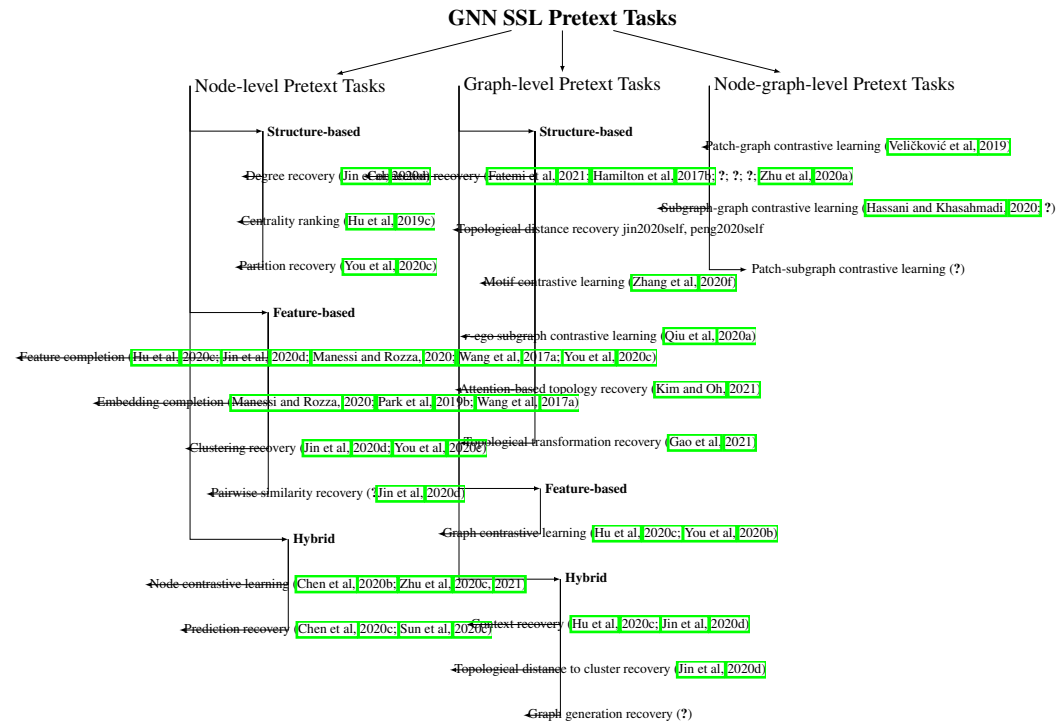 GNN SSL Pretext Tasks
Node-level Pretext Tasks
Structure-based
Degree recovery (Jin et al, 2020d)
Centrality ranking (Hu et al, 2019c)
Partition recovery (You et al, 2020c)
Feature-based
Feature completion (Hu et al, 2020c; Jin et al, 2020d; Manessi and Rozza, 2020; Wang et al, 2017a; You et al, 2020c)
Embedding completion (Manessi and Rozza, 2020; Park et al, 2019b; Wang et al, 2017a)
Clustering recovery (Jin et al, 2020d; You et al, 2020c)
Pairwise similarity recovery (?Jin et al, 2020d)
Hybrid
Node contrastive learning (Chen et al, 2020b; Zhu et al, 2020c, 2021)
Prediction recovery (Chen et al, 2020c; Sun et al, 2020c)
Graph-level Pretext Tasks
Structure-based
recovery (Fatemi et al, 2021; Hamilton et al, 2017b; ?; ?; ?; Zhu et al, 2020a)
Topological distance recovery jin2020self, peng2020self
Motif contrastive learning (Zhang et al, 2020f)
r-ego subgraph contrastive learning (Qiu et al, 2020a)
Attention-based topology recovery (Kim and Oh, 2021)
Topological transformation recovery (Gao et al, 2021)
Feature-based
Graph contrastive learning (Hu et al, 2020c; You et al, 2020b)
Hybrid
Context recovery (Hu et al, 2020c; Jin et al, 2020d)
Topological distance to cluster recovery (Jin et al, 2020d)
Graph generation recovery (?)
Node-graph-level Pretext Tasks
Patch-graph contrastive learning (Veličković et al, 2019)
Subgraph-graph contrastive learning (Hassani and Khasahmadi, 2020; ?)
Patch-subgraph contrastive learning (?)